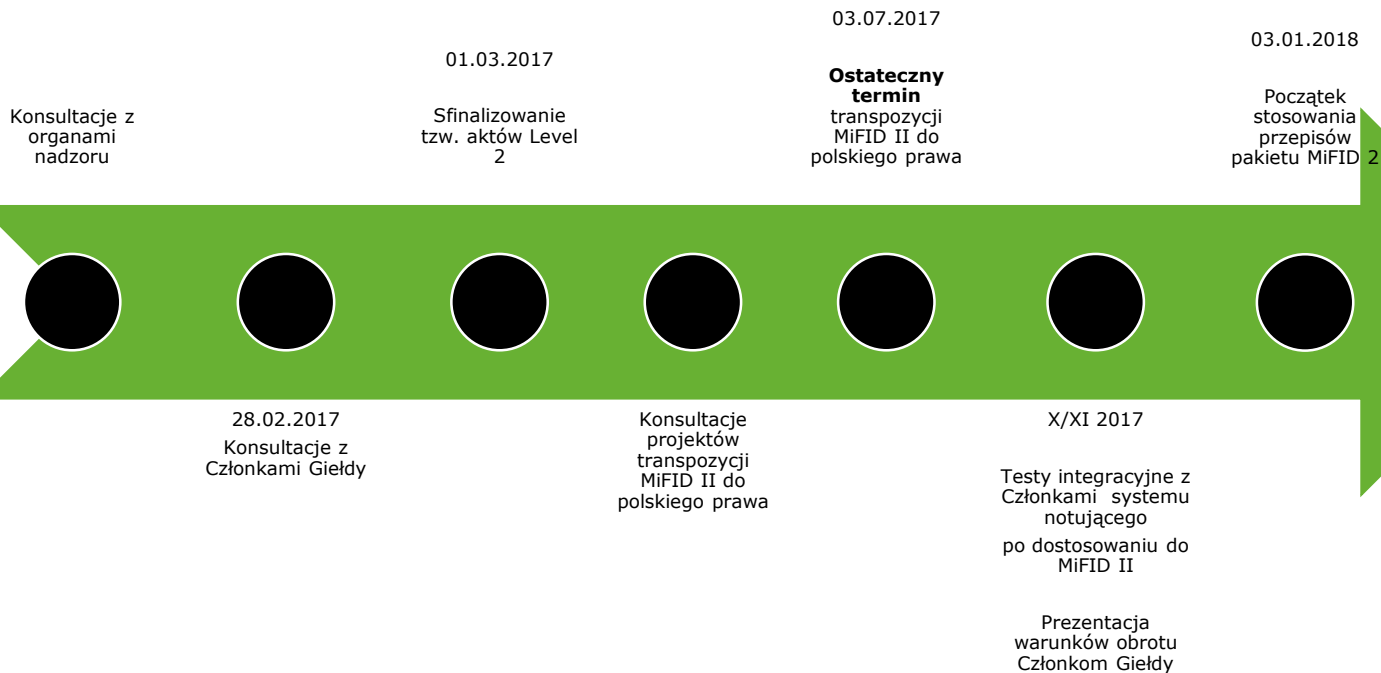 Konsultacje z
organami
nadzoru
28.02.2017
Konsultacje z
Członkami Giełdy
01.03.2017
Sfinalizowanie
tzw. aktów Level
2
Konsultacje
projektów
transpozycji
MiFID II do
polskiego prawa
03.07.2017
Ostateczny
termin
transpozycji
MiFID II do
polskiego prawa
X/XI 2017
Testy integracyjne z
Członkami systemu
notującego
po dostosowaniu do
MiFID II
Prezentacja
warunków obrotu
Członkom Giełdy
03.01.2018
Początek
stosowania
przepisów
pakietu MiFID 2